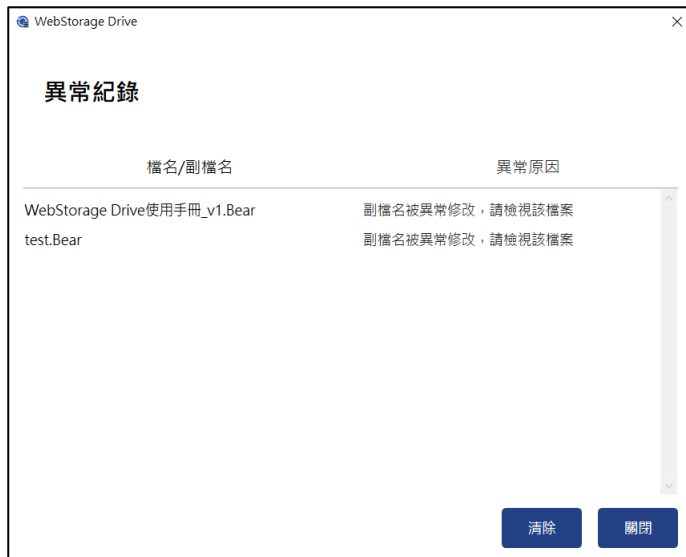 WebStorage Drive
異常紀錄
檔名/副檔名 異常原因
WebStorage Drive使用手冊_v1.Bear 副檔名被異常修改，請檢視該檔案
test.Bear 副檔名被異常修改，請檢視該檔案
清除 關閉